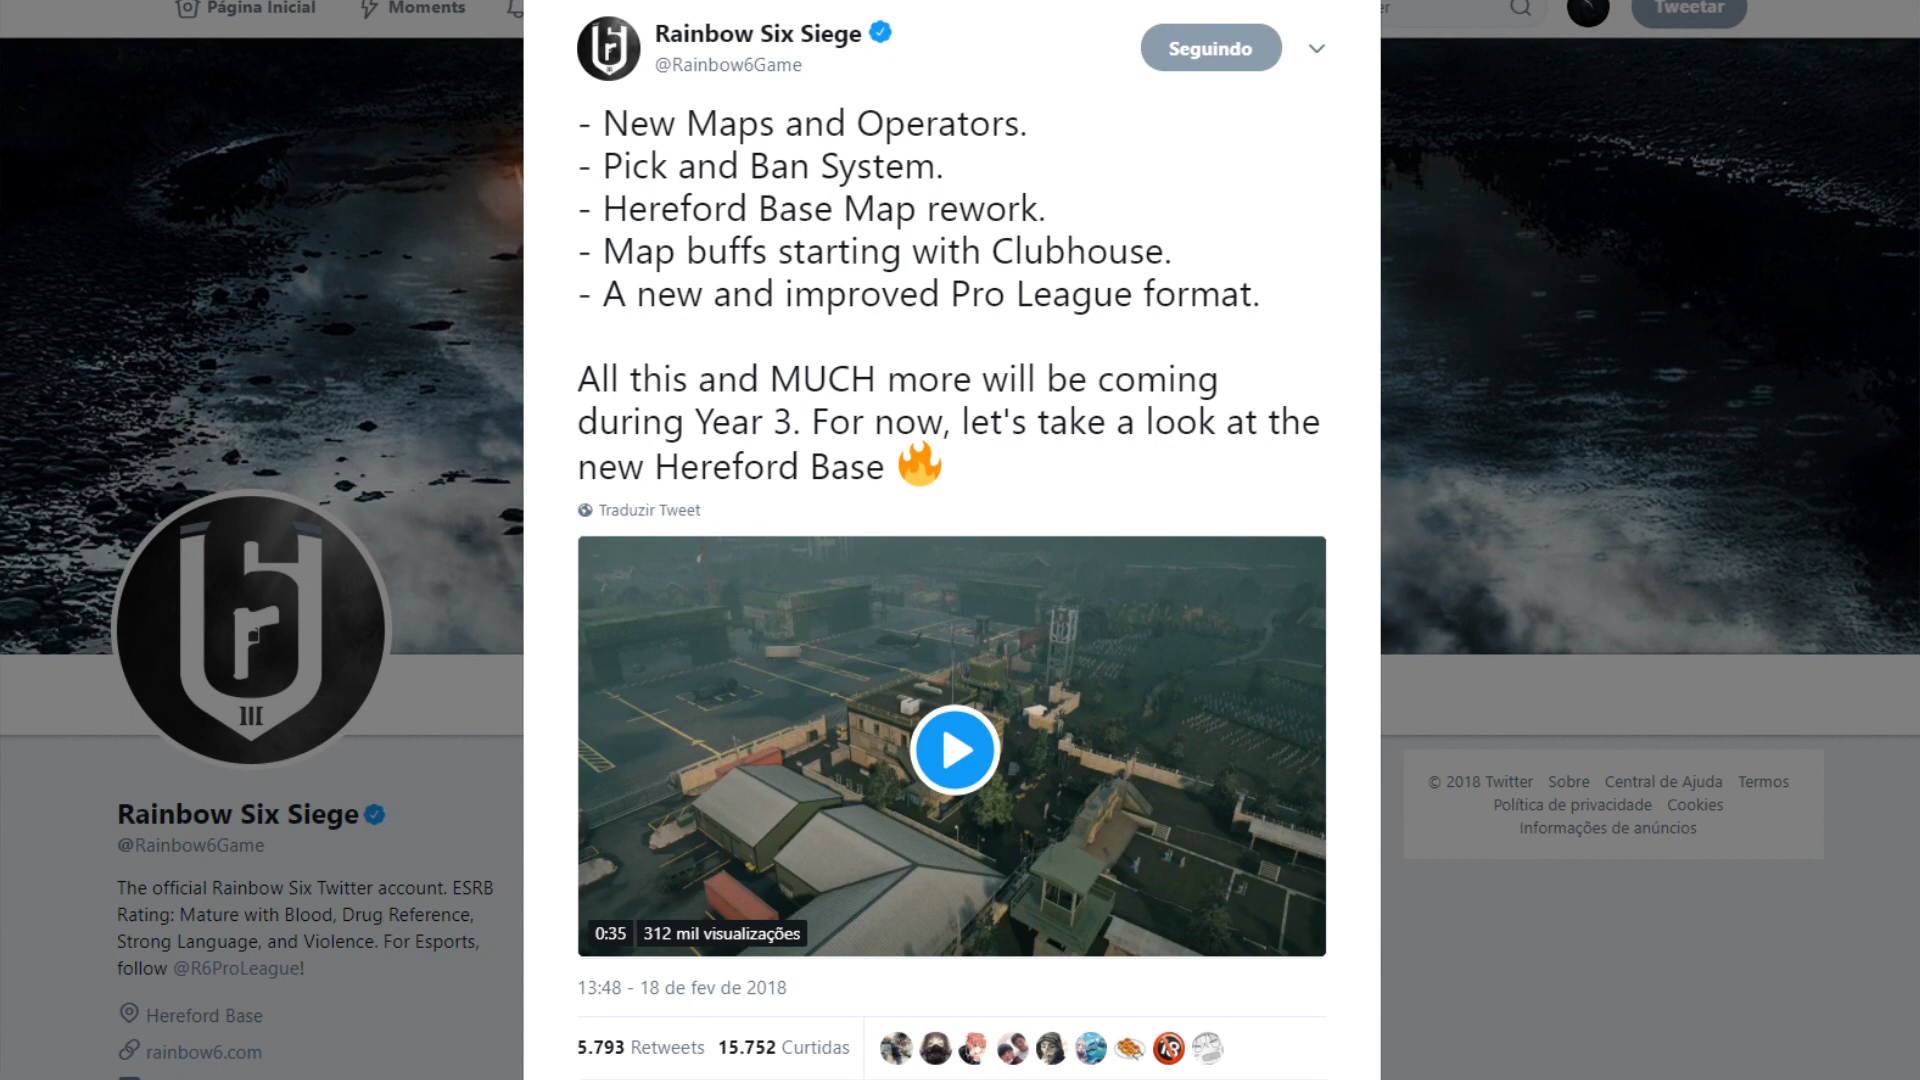 Página Inicial
Moments
Tweetar
Rainbow Six Siege
@Rainbow6Game
Seguindo
- New Maps and Operators.
- Pick and Ban System.
- Hereford Base Map rework.
- Map buffs starting with Clubhouse.
- A new and improved Pro League format.
All this and MUCH more will be coming
during Year 3. For now, let's take a look at the
new Hereford Base
Traduzir Tweet
0:35 312 mil visualizações
13:48 - 18 de fev de 2018
5.793 Retweets 15.752 Curtidas
III
Rainbow Six Siege
@Rainbow6Game
The official Rainbow Six Twitter account. ESRB
Rating: Mature with Blood, Drug Reference,
Strong Language, and Violence. For Esports,
follow @R6ProLeague!
Hereford Base
rainbow6.com
© 2018 Twitter Sobre Central de Ajuda Termos
Política de privacidade Cookies
Informações de anúncios